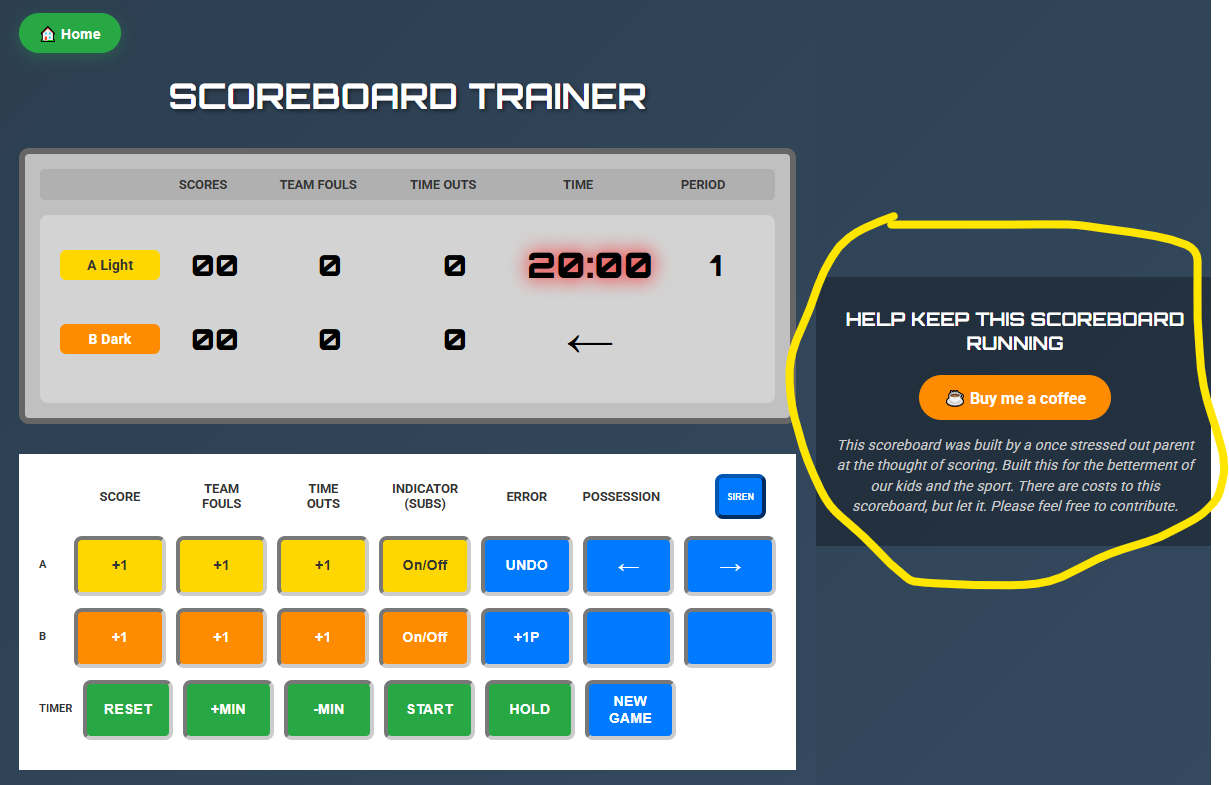 Home
SCOREBOARD TRAINER
SCORES TEAM FOULS TIME OUTS TIME PERIOD
A Light 00 0 0 20:00 1
B Dark 00 0 0 ←
HELP KEEP THIS SCOREBOARD
RUNNING
Buy me a coffee
This scoreboard was built by a once stressed out parent
at the thought of scoring. Built this for the betterment of
our kids and the sport. There are costs to this
scoreboard, but let it. Please feel free to contribute.
SCORE TEAM FOULS TIME OUTS INDICATOR (SUBS) ERROR POSSESSION SIREN
A +1 +1 +1 On/Off UNDO ← →
B +1 +1 +1 On/Off +1P
TIMER RESET +MIN -MIN START HOLD NEW GAME